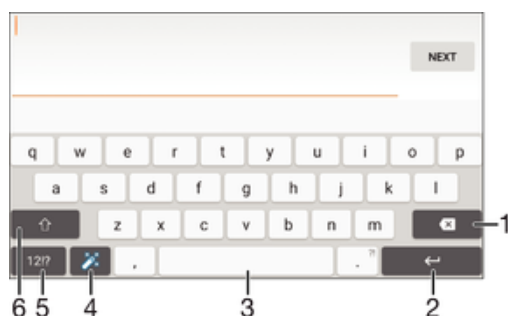 NEXT
q w e r t y u i o p
a s d f g h j k l
z x c v b n m 1
12!? , . ?!
6 5 4 3 2